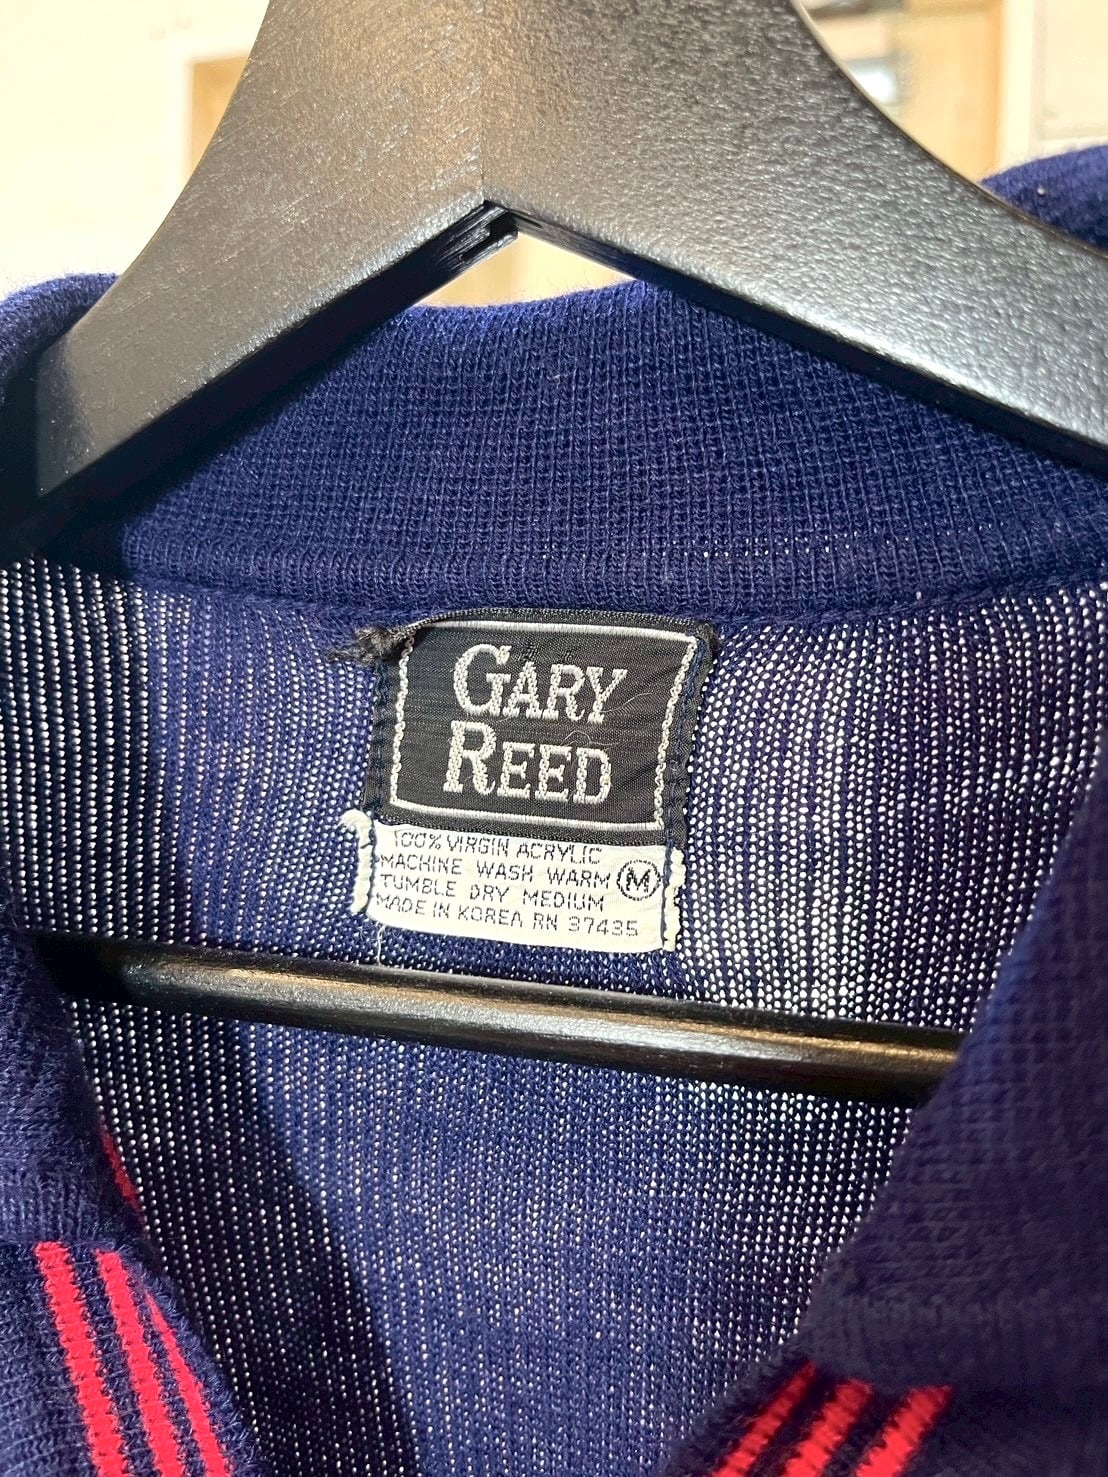 GARY
REED
100% VIRGIN ACRYLIC
MACHINE WASH WARM
TUMBLE DRY MEDIUM
MADE IN KOREA RN 37435
M